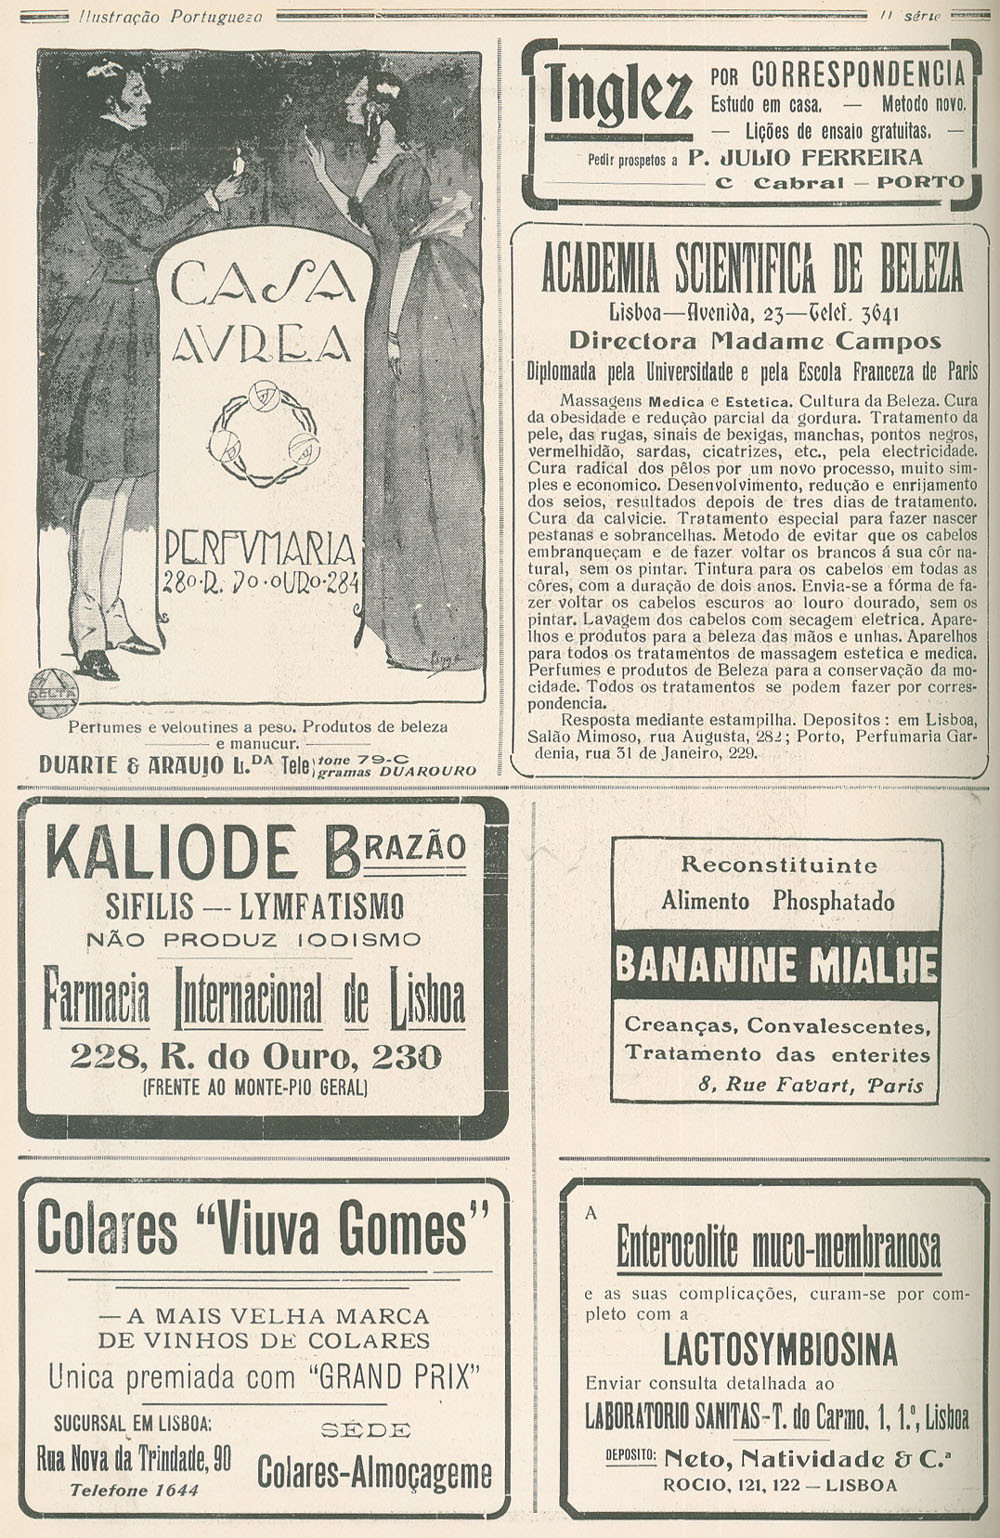 Ilustração Portugueza
II série
CASA
AVREA
PERFVMARIA
280·R. DO·OURO·284
DELTA
Perfumes e veloutines a peso. Produtos de beleza
e manucur.
DUARTE & ARAUJO L.DA Tele) fone 79-C
gramas DUAROURO
Inglez POR CORRESPONDENCIA
Estudo em casa. — Metodo novo.
— Lições de ensaio gratuitas. —
Pedir prospetos a P. JULIO FERREIRA
C Cabral — PORTO
ACADEMIA SCIENTIFICA DE BELEZA
Lisboa—Avenida, 23—Telef. 3641
Directora Madame Campos
Diplomada pela Universidade e pela Escola Franceza de Paris
Massagens Medica e Estetica. Cultura da Beleza. Cura
da obesidade e redução parcial da gordura. Tratamento da
pele, das rugas, sinais de bexigas, manchas, pontos negros,
vermelhidão, sardas, cicatrizes, etc., pela electricidade.
Cura radical dos pêlos por um novo processo, muito sim-
ples e economico. Desenvolvimento, redução e enrijamento
dos seios, resultados depois de tres dias de tratamento.
Cura da calvicie. Tratamento especial para fazer nascer
pestanas e sobrancelhas. Metodo de evitar que os cabelos
embranqueçam e de fazer voltar os brancos á sua côr na-
tural, sem os pintar. Tintura para os cabelos em todas as
côres, com a duração de dois anos. Envia-se a fórma de fa-
zer voltar os cabelos escuros ao louro dourado, sem os
pintar. Lavagem dos cabelos com secagem eletrica. Apare-
lhos e produtos para a beleza das mãos e unhas. Aparelhos
para todos os tratamentos de massagem estetica e medica.
Perfumes e produtos de Beleza para a conservação da mo-
cidade. Todos os tratamentos se podem fazer por corres-
pondencia.
Resposta mediante estampilha. Depositos: em Lisboa,
Salão Mimoso, rua Augusta, 282; Porto, Perfumaria Gar-
denia, rua 31 de Janeiro, 229.
KALIODE BRAZÃO
SIFILIS — LYMFATISMO
NÃO PRODUZ IODISMO
Farmacia Internacional de Lisboa
228, R. do Ouro, 230
(FRENTE AO MONTE-PIO GERAL)
Reconstituinte
Alimento Phosphatado
BANANINE MIALHE
Creanças, Convalescentes,
Tratamento das enterites
8, Rue Favart, Paris
Colares "Viuva Gomes"
—A MAIS VELHA MARCA
DE VINHOS DE COLARES
Unica premiada com "GRAND PRIX"
SUCURSAL EM LISBOA:
Rua Nova da Trindade, 90
Telefone 1644
SÉDE
Colares-Almoçageme
A
Enterocolite muco-membranosa
e as suas complicações, curam-se por com-
pleto com a
LACTOSYMBIOSINA
Enviar consulta detalhada ao
LABORATORIO SANITAS-T. do Carmo, 1, 1.º, Lisboa
DEPOSITO: Neto, Natividade & C.ª
ROCIO, 121, 122 — LISBOA